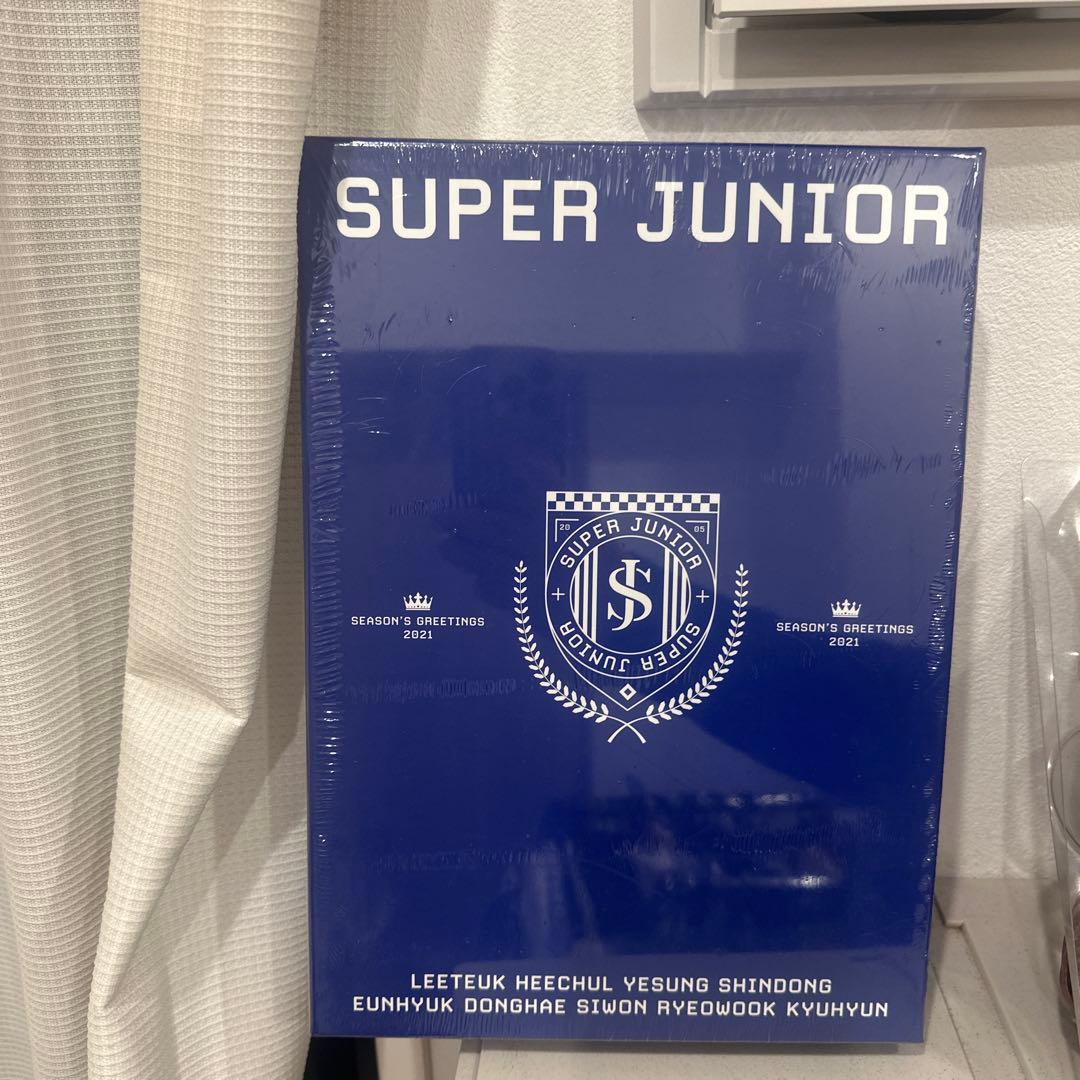 SUPER JUNIOR
20 05
SUPER JUNIOR
SJ
SUPER JUNIOR
SEASON'S GREETINGS
2021
SEASON'S GREETINGS
2021
LEETEUK HEECHUL YESUNG SHINDONG
EUNHYUK DONGHAE SIWON RYEOWOOK KYUHYUN